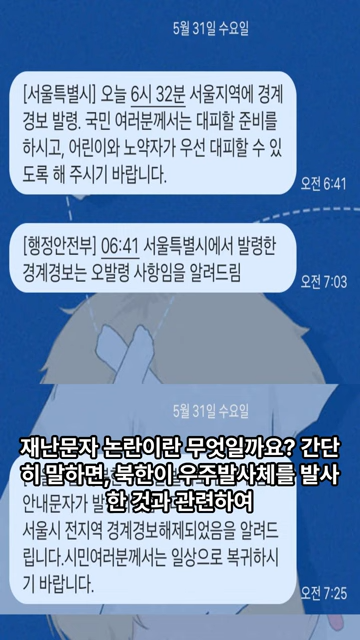 5월 31일 수요일
[서울특별시] 오늘 6시 32분 서울지역에 경계
경보 발령. 국민 여러분께서는 대피할 준비를
하시고, 어린이와 노약자가 우선 대피할 수 있
도록 해 주시기 바랍니다.
오전 6:41
[행정안전부] 06:41 서울특별시에서 발령한
경계경보는 오발령 사항임을 알려드림
오전 7:03
5월 31일 수요일
재난문자 논란이란 무엇일까요? 간단
히 말하면, 북한이 우주발사체를 발사
한 것과 관련하여
안내문자가 발
서울시 전지역 경계경보해제되었음을 알려드
립니다.시민여러분께서는 일상으로 복귀하시
기 바랍니다.
오전 7:25